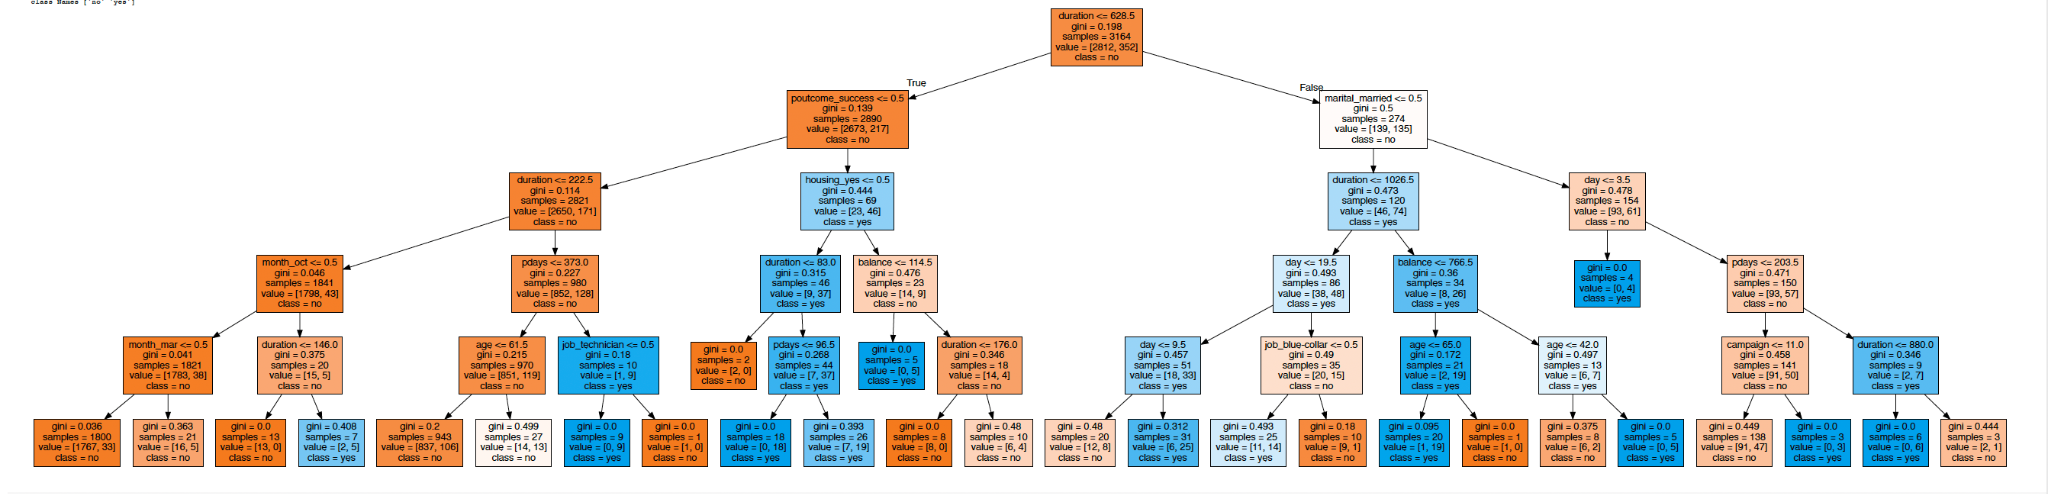 class Names ['no' 'yes']
duration <= 628.5
gini = 0.198
samples = 3164
value = [2812, 352]
class = no
True
False
poutcome_success <= 0.5
gini = 0.139
samples = 2890
value = [2673, 217]
class = no
marital_married <= 0.5
gini = 0.5
samples = 274
value = [139, 135]
class = no
duration <= 222.5
gini = 0.114
samples = 2821
value = [2650, 171]
class = no
housing_yes <= 0.5
gini = 0.444
samples = 69
value = [23, 46]
class = yes
duration <= 1026.5
gini = 0.473
samples = 120
value = [46, 74]
class = yes
day <= 3.5
gini = 0.478
samples = 154
value = [93, 61]
class = no
month_oct <= 0.5
gini = 0.046
samples = 1841
value = [1798, 43]
class = no
pdays <= 373.0
gini = 0.227
samples = 980
value = [852, 128]
class = no
duration <= 83.0
gini = 0.315
samples = 46
value = [9, 37]
class = yes
balance <= 114.5
gini = 0.476
samples = 23
value = [14, 9]
class = no
day <= 19.5
gini = 0.493
samples = 86
value = [38, 48]
class = yes
balance <= 766.5
gini = 0.36
samples = 34
value = [8, 26]
class = yes
gini = 0.0
samples = 4
value = [0, 4]
class = yes
pdays <= 203.5
gini = 0.471
samples = 150
value = [93, 57]
class = no
month_mar <= 0.5
gini = 0.041
samples = 1821
value = [1783, 38]
class = no
duration <= 146.0
gini = 0.375
samples = 20
value = [15, 5]
class = no
age <= 61.5
gini = 0.215
samples = 970
value = [851, 119]
class = no
job_technician <= 0.5
gini = 0.18
samples = 10
value = [1, 9]
class = yes
gini = 0.0
samples = 2
value = [2, 0]
class = no
pdays <= 96.5
gini = 0.268
samples = 44
value = [7, 37]
class = yes
gini = 0.0
samples = 5
value = [0, 5]
class = yes
duration <= 176.0
gini = 0.346
samples = 18
value = [14, 4]
class = no
day <= 9.5
gini = 0.457
samples = 51
value = [18, 33]
class = yes
job_blue-collar <= 0.5
gini = 0.49
samples = 35
value = [20, 15]
class = no
age <= 65.0
gini = 0.172
samples = 21
value = [2, 19]
class = yes
age <= 42.0
gini = 0.497
samples = 13
value = [6, 7]
class = yes
campaign <= 11.0
gini = 0.458
samples = 141
value = [91, 50]
class = no
duration <= 880.0
gini = 0.346
samples = 9
value = [2, 7]
class = yes
gini = 0.036
samples = 1800
value = [1767, 33]
class = no
gini = 0.363
samples = 21
value = [16, 5]
class = no
gini = 0.0
samples = 13
value = [13, 0]
class = no
gini = 0.408
samples = 7
value = [2, 5]
class = yes
gini = 0.2
samples = 943
value = [837, 106]
class = no
gini = 0.499
samples = 27
value = [14, 13]
class = no
gini = 0.0
samples = 9
value = [0, 9]
class = yes
gini = 0.0
samples = 1
value = [1, 0]
class = no
gini = 0.0
samples = 18
value = [0, 18]
class = yes
gini = 0.393
samples = 26
value = [7, 19]
class = yes
gini = 0.0
samples = 8
value = [8, 0]
class = no
gini = 0.48
samples = 10
value = [6, 4]
class = no
gini = 0.48
samples = 20
value = [12, 8]
class = no
gini = 0.312
samples = 31
value = [6, 25]
class = yes
gini = 0.493
samples = 25
value = [11, 14]
class = yes
gini = 0.18
samples = 10
value = [9, 1]
class = no
gini = 0.095
samples = 20
value = [1, 19]
class = yes
gini = 0.0
samples = 1
value = [1, 0]
class = no
gini = 0.375
samples = 8
value = [6, 2]
class = no
gini = 0.0
samples = 5
value = [0, 5]
class = yes
gini = 0.449
samples = 138
value = [91, 47]
class = no
gini = 0.0
samples = 3
value = [0, 3]
class = yes
gini = 0.0
samples = 6
value = [0, 6]
class = yes
gini = 0.444
samples = 3
value = [2, 1]
class = no